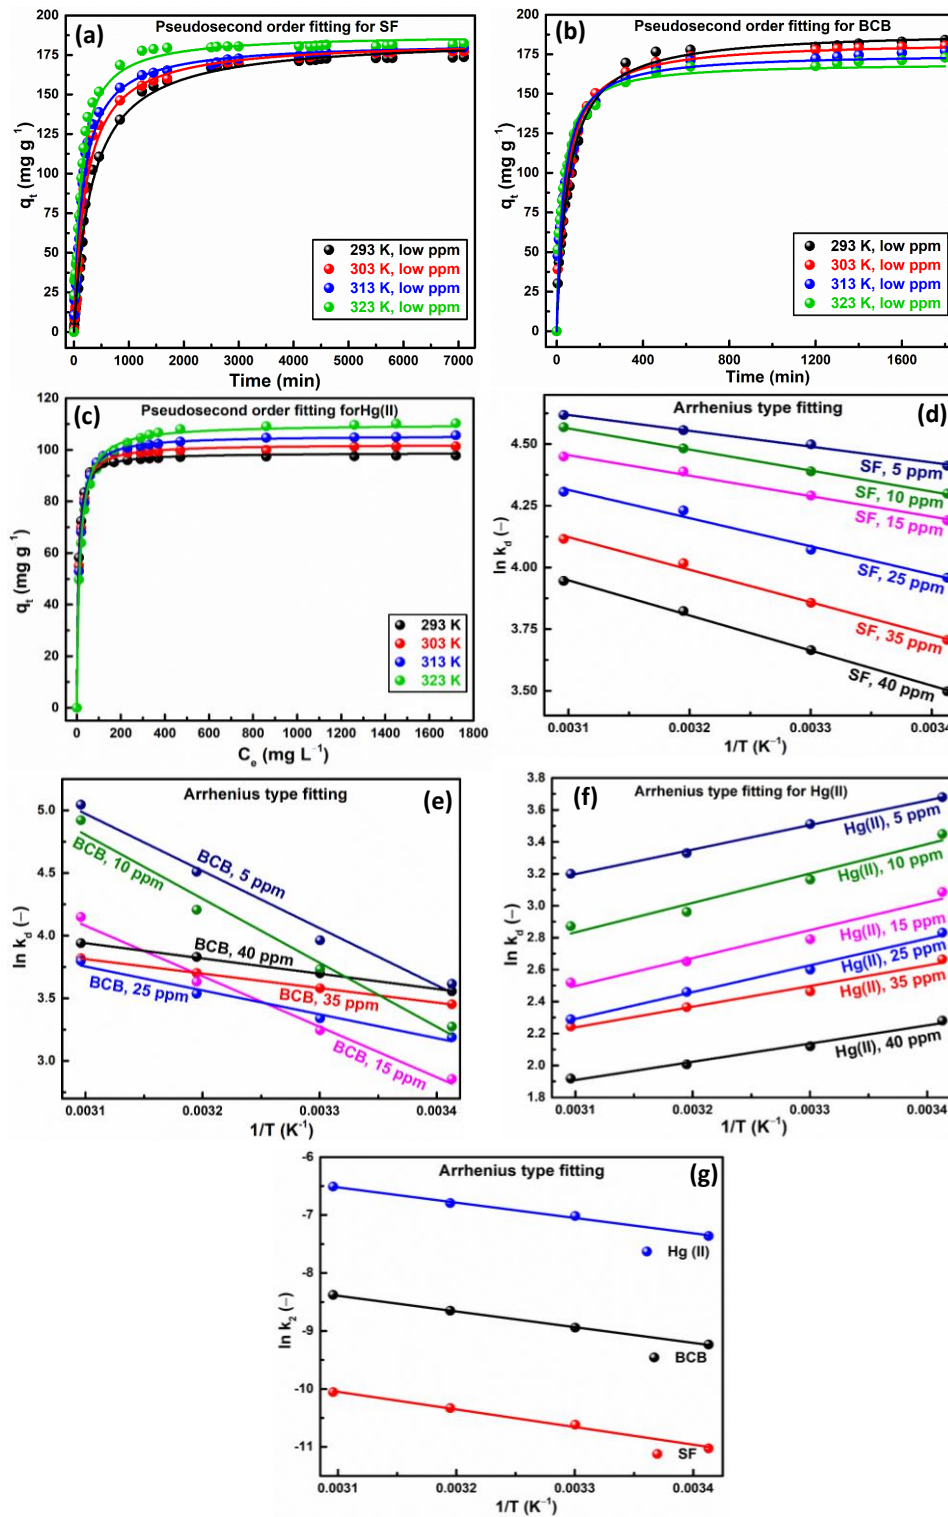 (a)
Pseudosecond order fitting for SF
200
175
150
125
100
75
50
25
0
qt (mg g-1)
293 K, low ppm
303 K, low ppm
313 K, low ppm
323 K, low ppm
0 1000 2000 3000 4000 5000 6000 7000
Time (min)
(b)
Pseudosecond order fitting for BCB
200
175
150
125
100
75
50
25
0
qt (mg g-1)
293 K, low ppm
303 K, low ppm
313 K, low ppm
323 K, low ppm
0 400 800 1200 1600
Time (min)
(c)
Pseudosecond order fitting forHg(II)
120
100
80
60
40
20
0
qt (mg g-1)
293 K
303 K
313 K
323 K
0 200 400 600 800 1000 1200 1400 1600 1800
Ce (mg L-1)
Arrhenius type fitting
(d)
4.50
4.25
4.00
3.75
3.50
ln kd (−)
SF, 5 ppm
SF, 10 ppm
SF, 15 ppm
SF, 25 ppm
SF, 35 ppm
SF, 40 ppm
0.0031 0.0032 0.0033 0.0034
1/T (K−1)
Arrhenius type fitting
(e)
5.0
4.5
4.0
3.5
3.0
ln kd (−)
BCB, 5 ppm
BCB, 10 ppm
BCB, 40 ppm
BCB, 35 ppm
BCB, 25 ppm
BCB, 15 ppm
0.0031 0.0032 0.0033 0.0034
1/T (K-1)
(f)
Arrhenius type fitting for Hg(II)
3.8
3.6
3.4
3.2
3.0
2.8
2.6
2.4
2.2
2.0
1.8
ln kd (−)
Hg(II), 5 ppm
Hg(II), 10 ppm
Hg(II), 15 ppm
Hg(II), 25 ppm
Hg(II), 35 ppm
Hg(II), 40 ppm
0.0031 0.0032 0.0033 0.0034
1/T (K−1)
Arrhenius type fitting
(g)
-6
-7
-8
-9
-10
-11
ln k2 (−)
Hg (II)
BCB
SF
0.0031 0.0032 0.0033 0.0034
1/T (K−1)